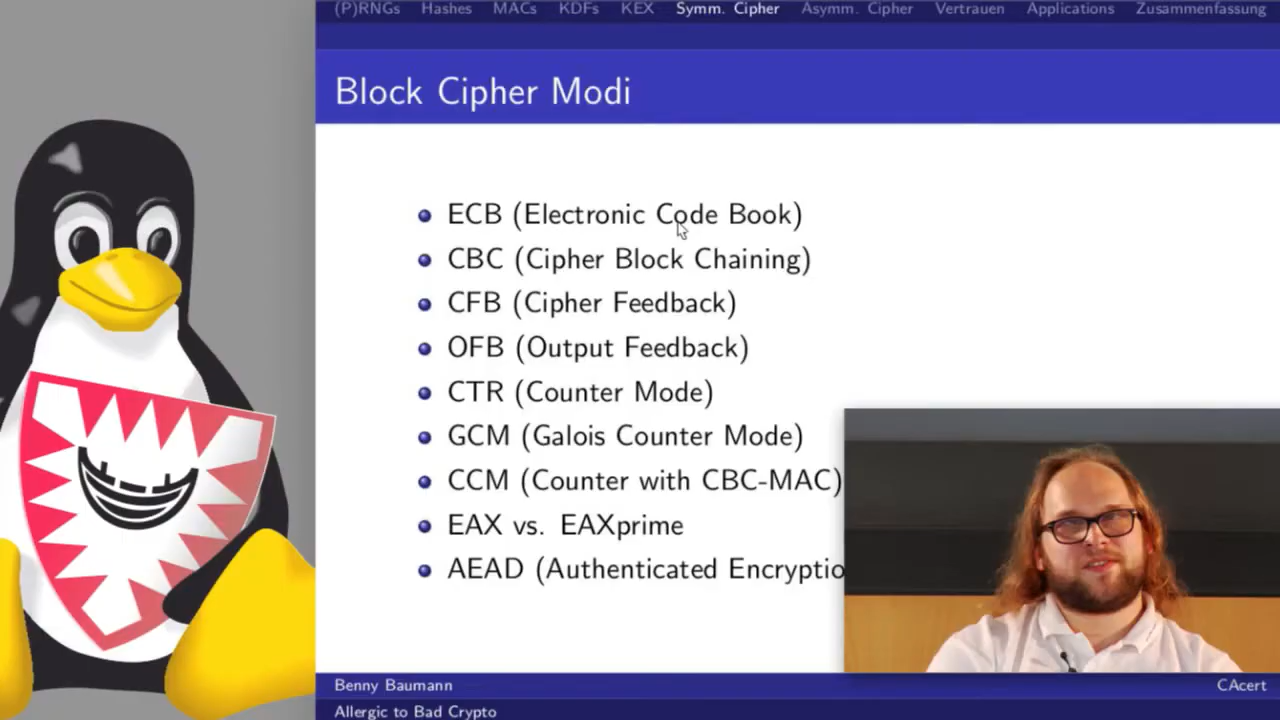 (P)RNGs Hashes MACs KDFs KEX Symm. Cipher Asymm. Cipher Vertrauen Applications Zusammenfassung
Block Cipher Modi
ECB (Electronic Code Book)
CBC (Cipher Block Chaining)
CFB (Cipher Feedback)
OFB (Output Feedback)
CTR (Counter Mode)
GCM (Galois Counter Mode)
CCM (Counter with CBC-MAC)
EAX vs. EAXprime
AEAD (Authenticated Encryptio
Benny Baumann CAcert
Allergic to Bad Crypto